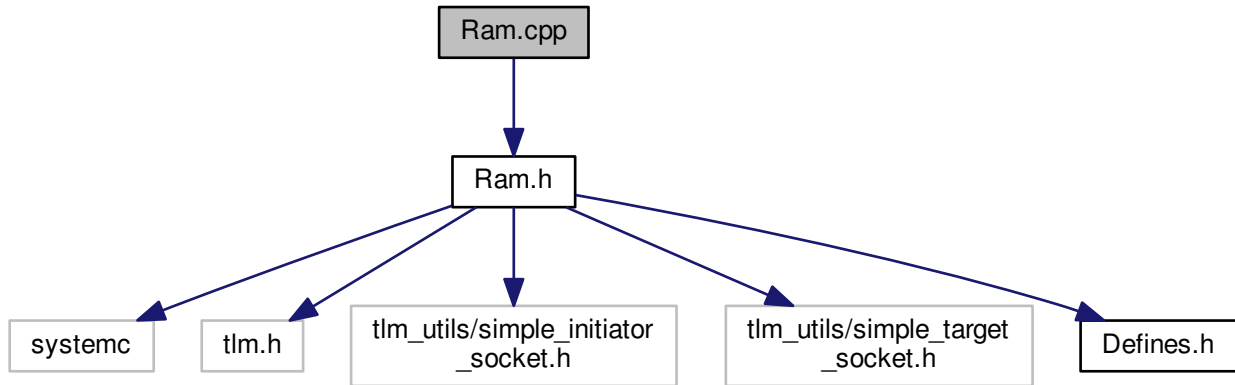 Ram.cpp
Ram.h
systemc
tlm.h
tlm_utils/simple_initiator
_socket.h
tlm_utils/simple_target
_socket.h
Defines.h